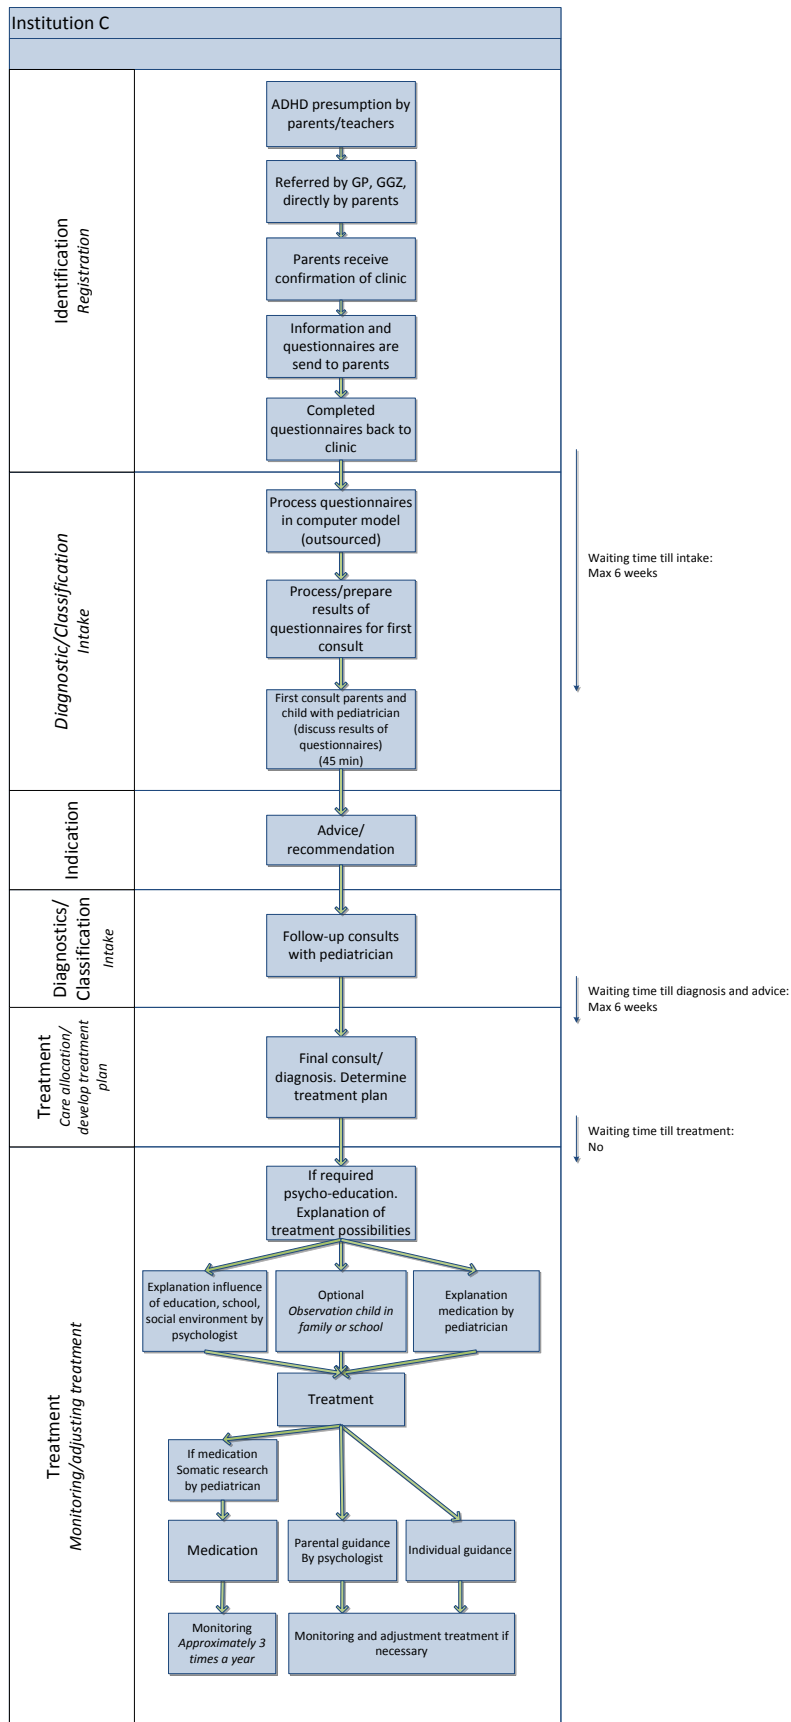 Institution C
Identification
Registration
ADHD presumption by
parents/teachers
Referred by GP, GGZ,
directly by parents
Parents receive
confirmation of clinic
Information and
questionnaires are
send to parents
Completed
questionnaires back to
clinic
Diagnostic/Classification
Intake
Process questionnaires
in computer model
(outsourced)
Process/prepare
results of
questionnaires for first
consult
First consult parents and
child with pediatrician
(discuss results of
questionnaires)
(45 min)
Waiting time till intake:
Max 6 weeks
Indication
Advice/
recommendation
Diagnostics/
Classification
Intake
Follow-up consults
with pediatrician
Waiting time till diagnosis and advice:
Max 6 weeks
Treatment
Care allocation/
develop treatment
plan
Final consult/
diagnosis. Determine
treatment plan
Waiting time till treatment:
No
Treatment
Monitoring/adjusting treatment
If required
psycho-education.
Explanation of
treatment possibilities
Explanation influence
of education, school,
social environment by
psychologist
Optional
Observation child in
family or school
Explanation
medication by
pediatrician
Treatment
If medication
Somatic research
by pediatrican
Medication
Parental guidance
By psychologist
Individual guidance
Monitoring
Approximately 3
times a year
Monitoring and adjustment treatment if
necessary